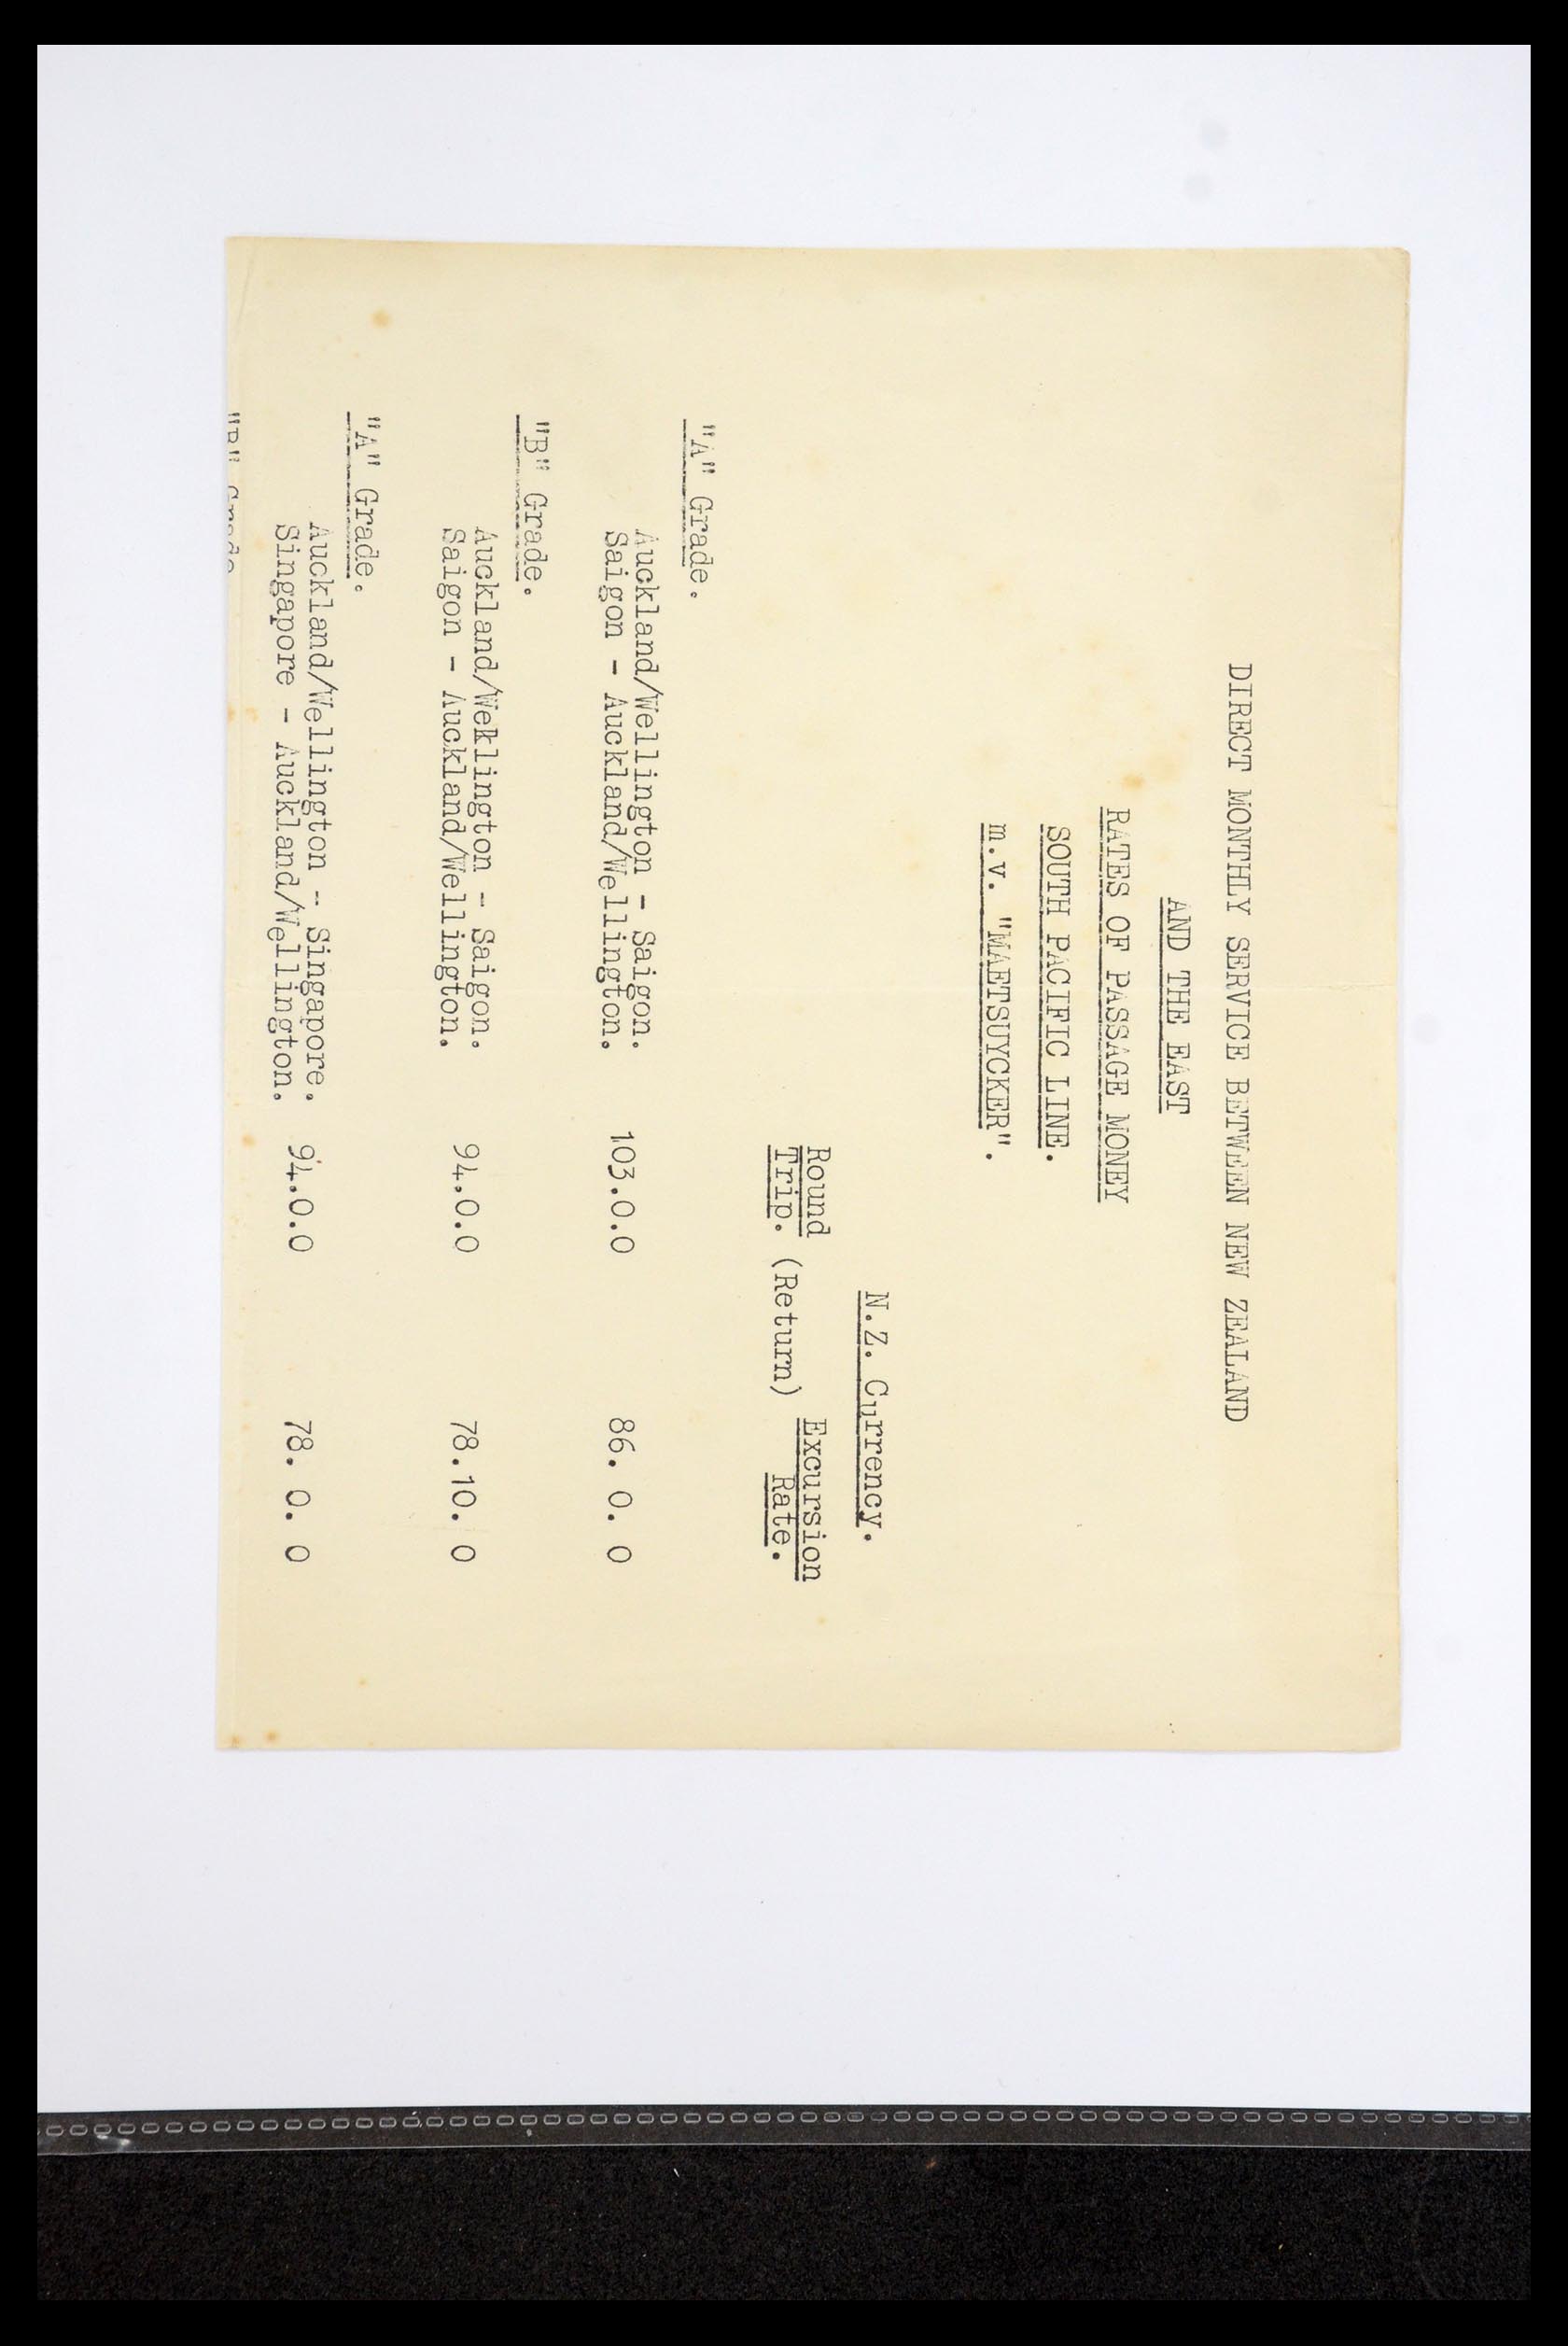 DIRECT MONTHLY SERVICE BETWEEN NEW ZEALAND
AND THE EAST
RATES OF PASSAGE MONEY
SOUTH PACIFIC LINE.
m.v. "MAETSUYCKER".
N.Z. Currency.
Round Excursion
Trip. (Return) Rate.
"A" Grade.
Auckland/Wellington - Saigon.
Saigon - Auckland/Wellington. 103.0.0 86. 0. 0
"B" Grade.
Auckland/Weklington - Saigon.
Saigon - Auckland/Wellington. 94.0.0 78.10. 0
"A" Grade.
Auckland/Wellington - Singapore.
Singapore - Auckland/Wellington. 94.0.0 78. 0. 0
"B" Grade